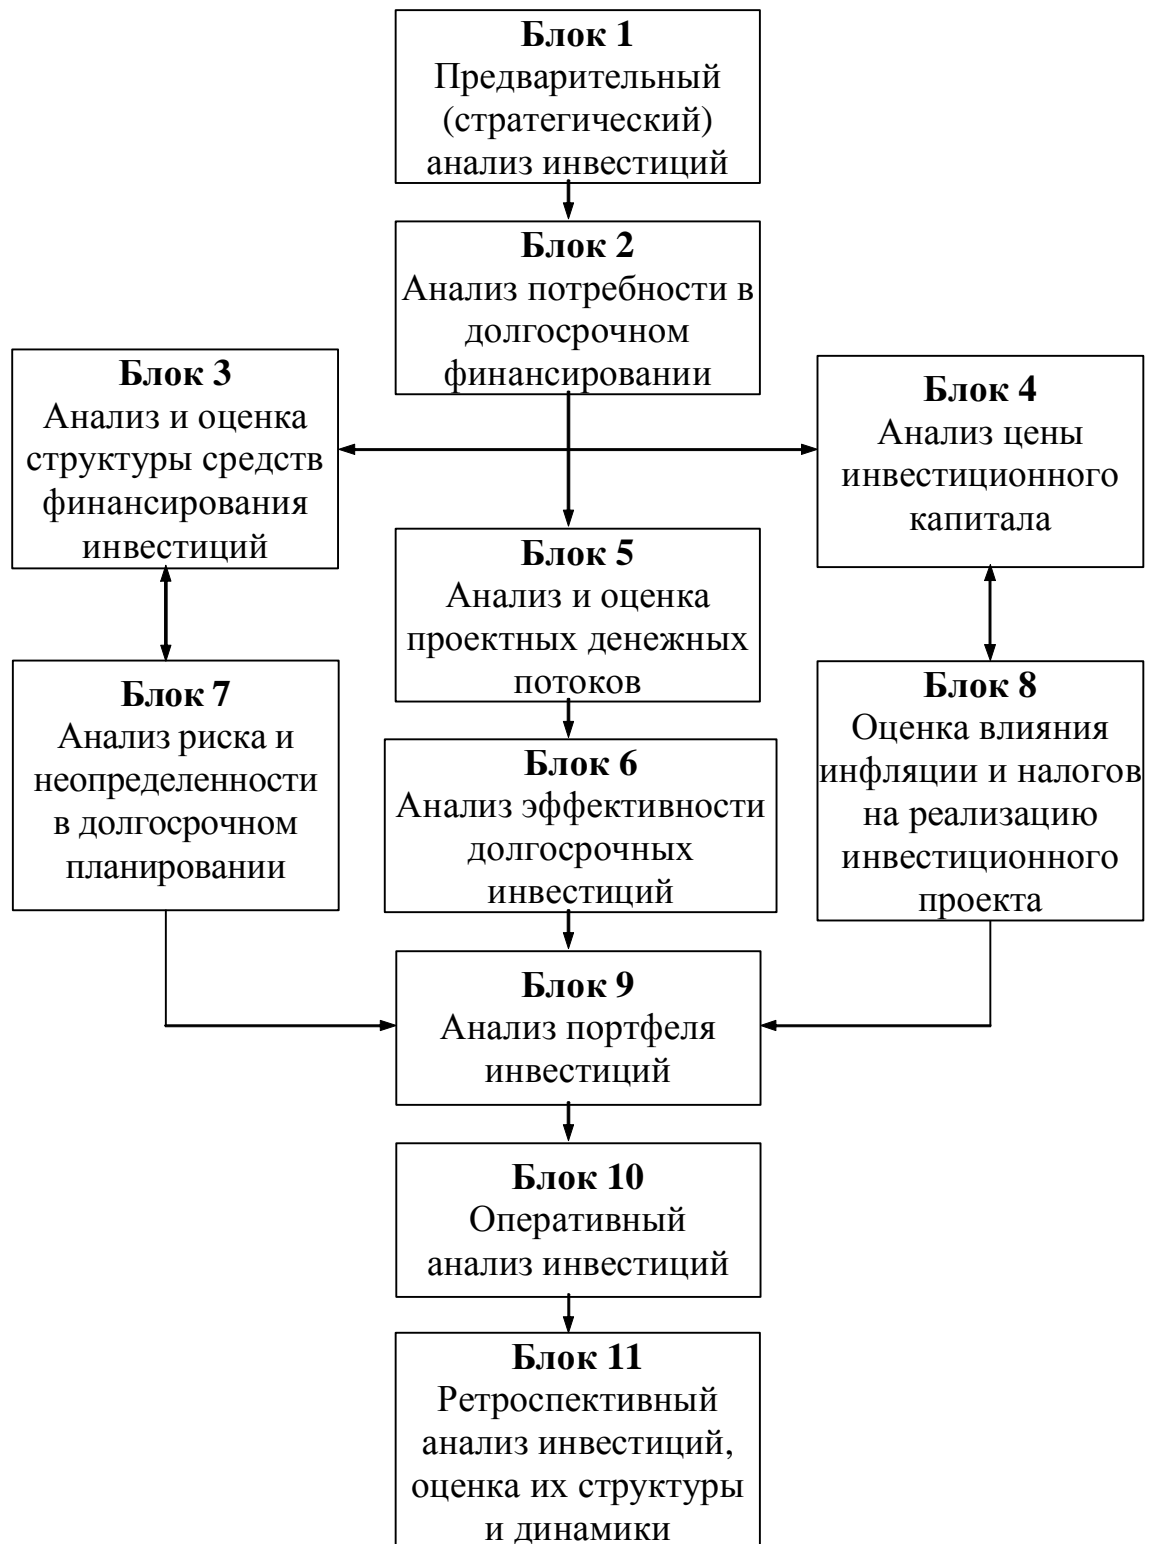 Блок 1
Предварительный
(стратегический)
анализ инвестиций
Блок 2
Анализ потребности в
долгосрочном
финансировании
Блок 3
Анализ и оценка
структуры средств
финансирования
инвестиций
Блок 4
Анализ цены
инвестиционного
капитала
Блок 5
Анализ и оценка
проектных денежных
потоков
Блок 7
Анализ риска и
неопределенности
в долгосрочном
планировании
Блок 6
Анализ эффективности
долгосрочных
инвестиций
Блок 8
Оценка влияния
инфляции и налогов
на реализацию
инвестиционного
проекта
Блок 9
Анализ портфеля
инвестиций
Блок 10
Оперативный
анализ инвестиций
Блок 11
Ретроспективный
анализ инвестиций,
оценка их структуры
и динамики